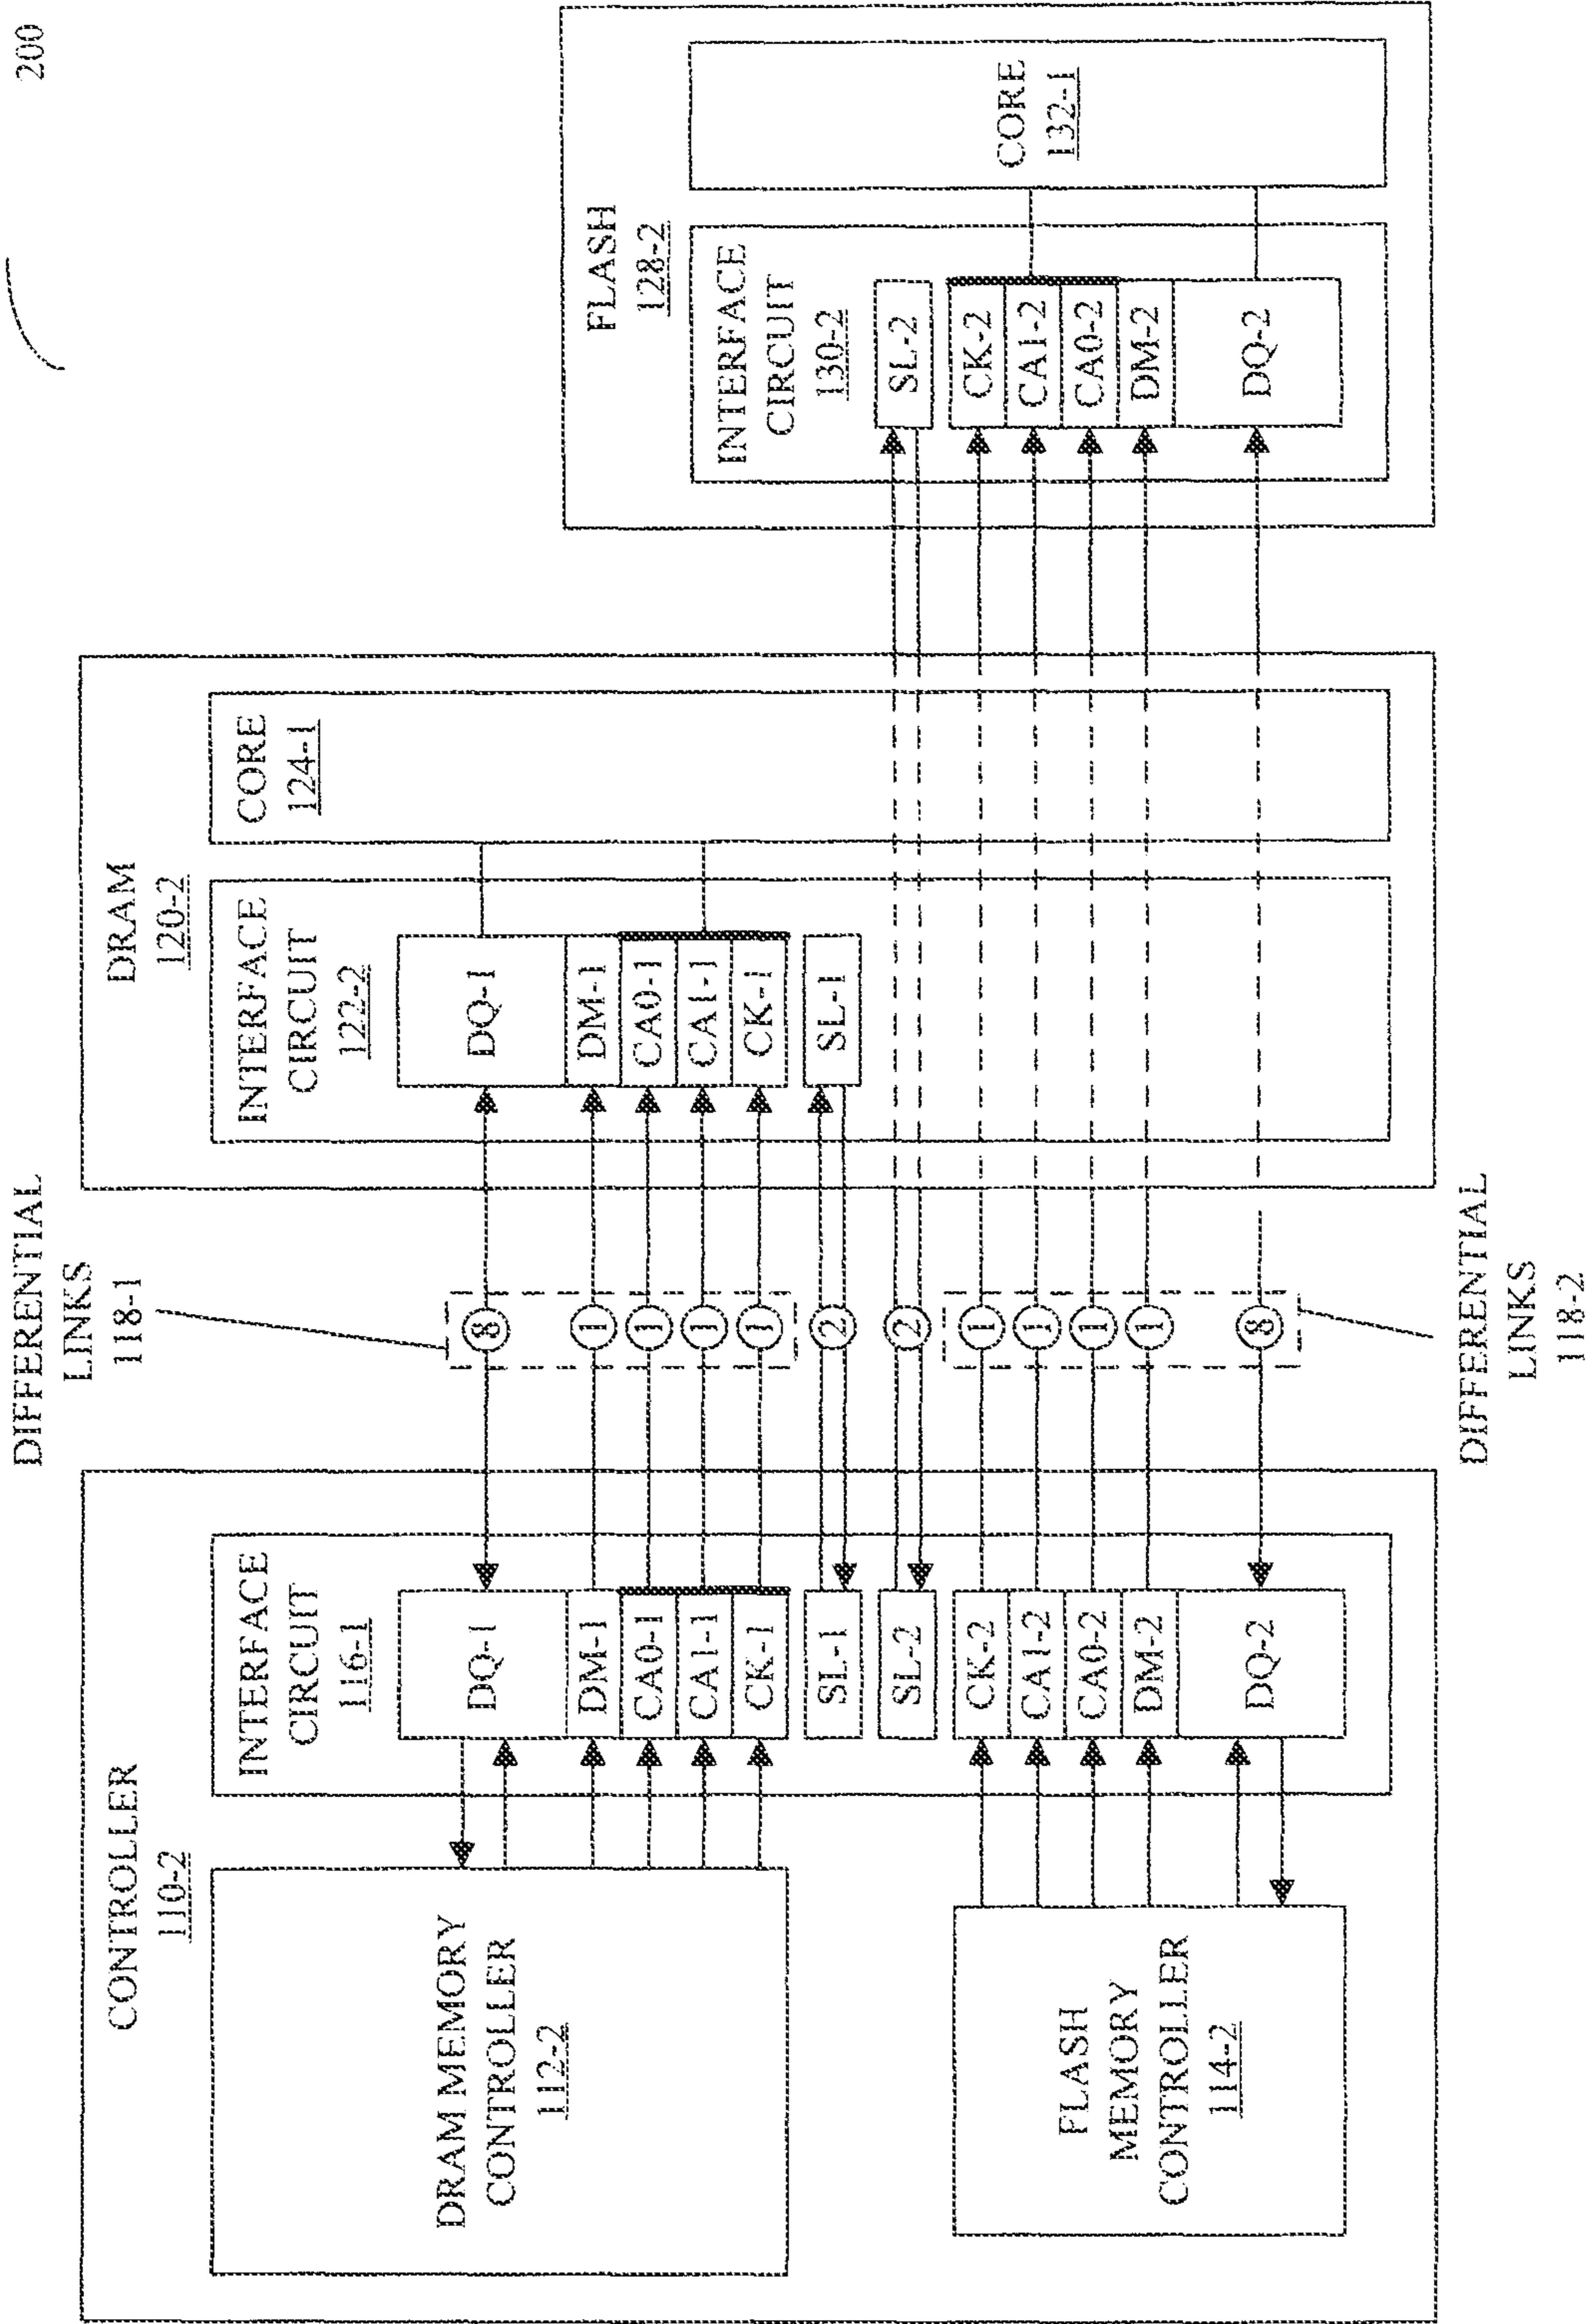 200
DIFFERENTIAL
LINKS
118-1
CONTROLLER
110-2
DRAM MEMORY
CONTROLLER
112-2
FLASH
MEMORY
CONTROLLER
114-2
INTERFACE
CIRCUIT
116-1
DQ-1
DM-1
CA0-1
CA1-1
CK-1
SL-1
SL-2
CK-2
CA1-2
CA0-2
DM-2
DQ-2
8
1
1
1
1
2
2
1
1
1
1
8
DRAM
120-2
INTERFACE
CIRCUIT
122-2
DQ-1
DM-1
CA0-1
CA1-1
CK-1
SL-1
CORE
124-1
FLASH
128-2
INTERFACE
CIRCUIT
130-2
SL-2
CK-2
CA1-2
CA0-2
DM-2
DQ-2
CORE
132-1
DIFFERENTIAL
LINKS
118-2